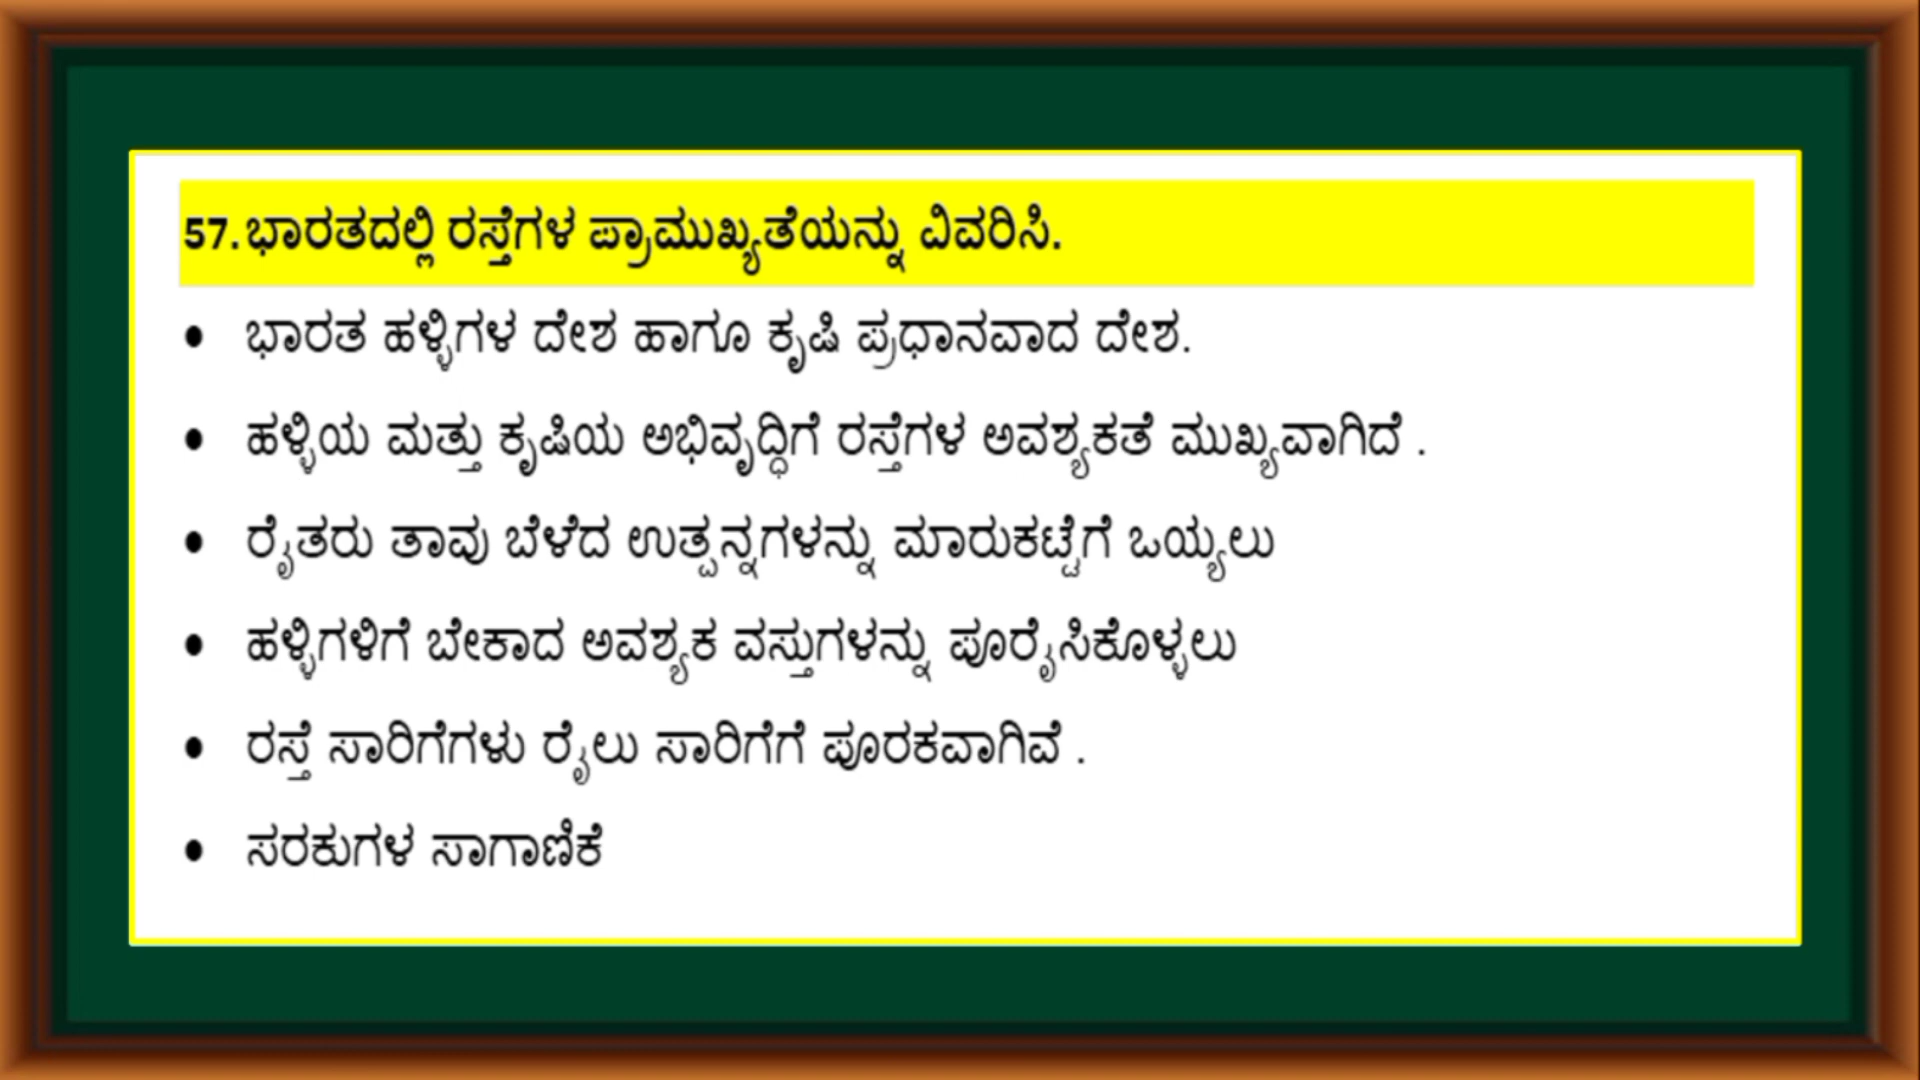 57.ಭಾರತದಲ್ಲಿ ರಸ್ತೆಗಳ ಪ್ರಾಮುಖ್ಯತೆಯನ್ನು ವಿವರಿಸಿ.
• ಭಾರತ ಹಳ್ಳಿಗಳ ದೇಶ ಹಾಗೂ ಕೃಷಿ ಪ್ರಧಾನವಾದ ದೇಶ.
• ಹಳ್ಳಿಯ ಮತ್ತು ಕೃಷಿಯ ಅಭಿವೃದ್ಧಿಗೆ ರಸ್ತೆಗಳ ಅವಶ್ಯಕತೆ ಮುಖ್ಯವಾಗಿದೆ .
• ರೈತರು ತಾವು ಬೆಳೆದ ಉತ್ಪನ್ನಗಳನ್ನು ಮಾರುಕಟ್ಟೆಗೆ ಒಯ್ಯಲು
• ಹಳ್ಳಿಗಳಿಗೆ ಬೇಕಾದ ಅವಶ್ಯಕ ವಸ್ತುಗಳನ್ನು ಪೂರೈಸಿಕೊಳ್ಳಲು
• ರಸ್ತೆ ಸಾರಿಗೆಗಳು ರೈಲು ಸಾರಿಗೆಗೆ ಪೂರಕವಾಗಿವೆ .
• ಸರಕುಗಳ ಸಾಗಾಣಿಕೆ